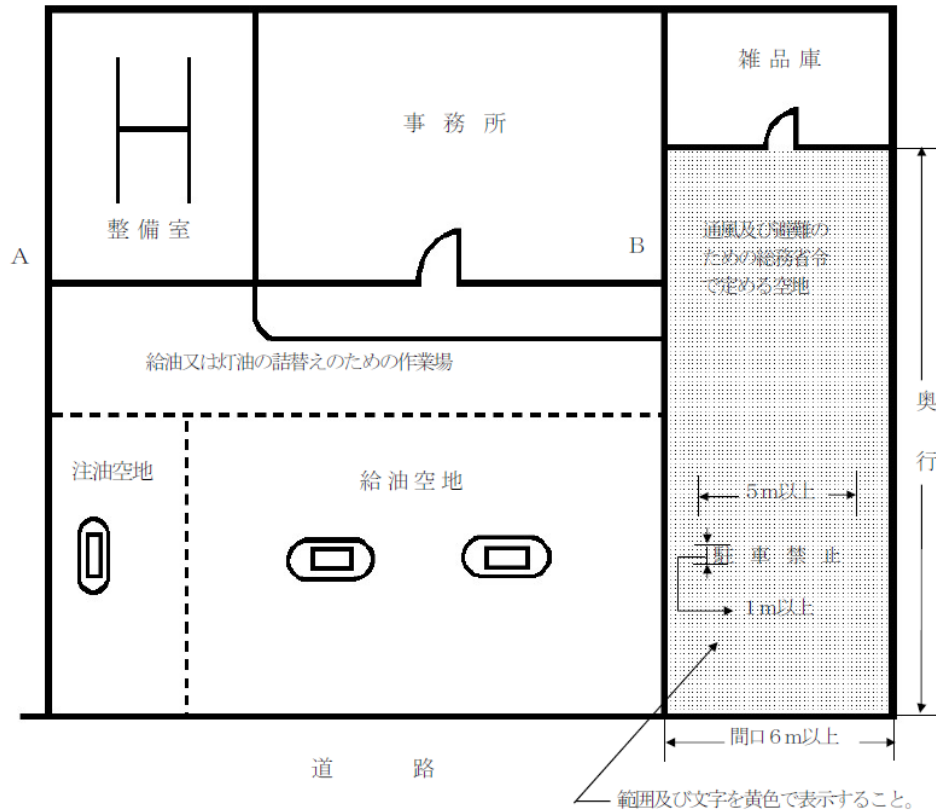 雑品庫
事務所
整備室
A
B
通風及び避難の
ための総務省令
で定める空地
給油又は灯油の詰替えのための作業場
奥行
注油空地
給油空地
5m以上
駐車禁止
1m以上
間口6m以上
道路
範囲及び文字を黄色で表示すること。